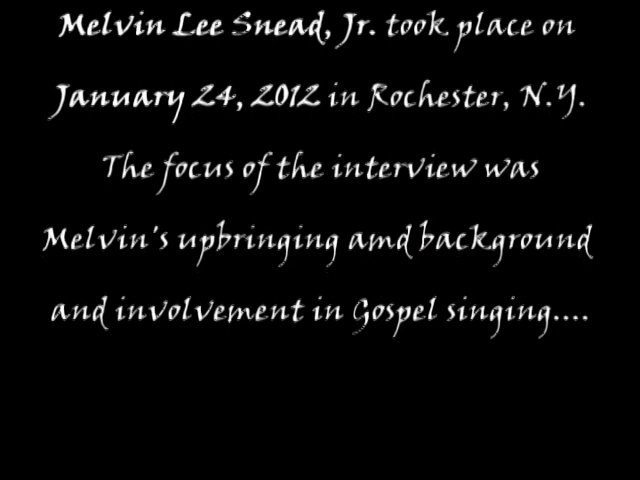 Melvin Lee Snead, Jr. took place on
January 24, 2012 in Rochester, N.Y.
The focus of the interview was
Melvin's upbringing amd background
and involvement in Gospel singing....